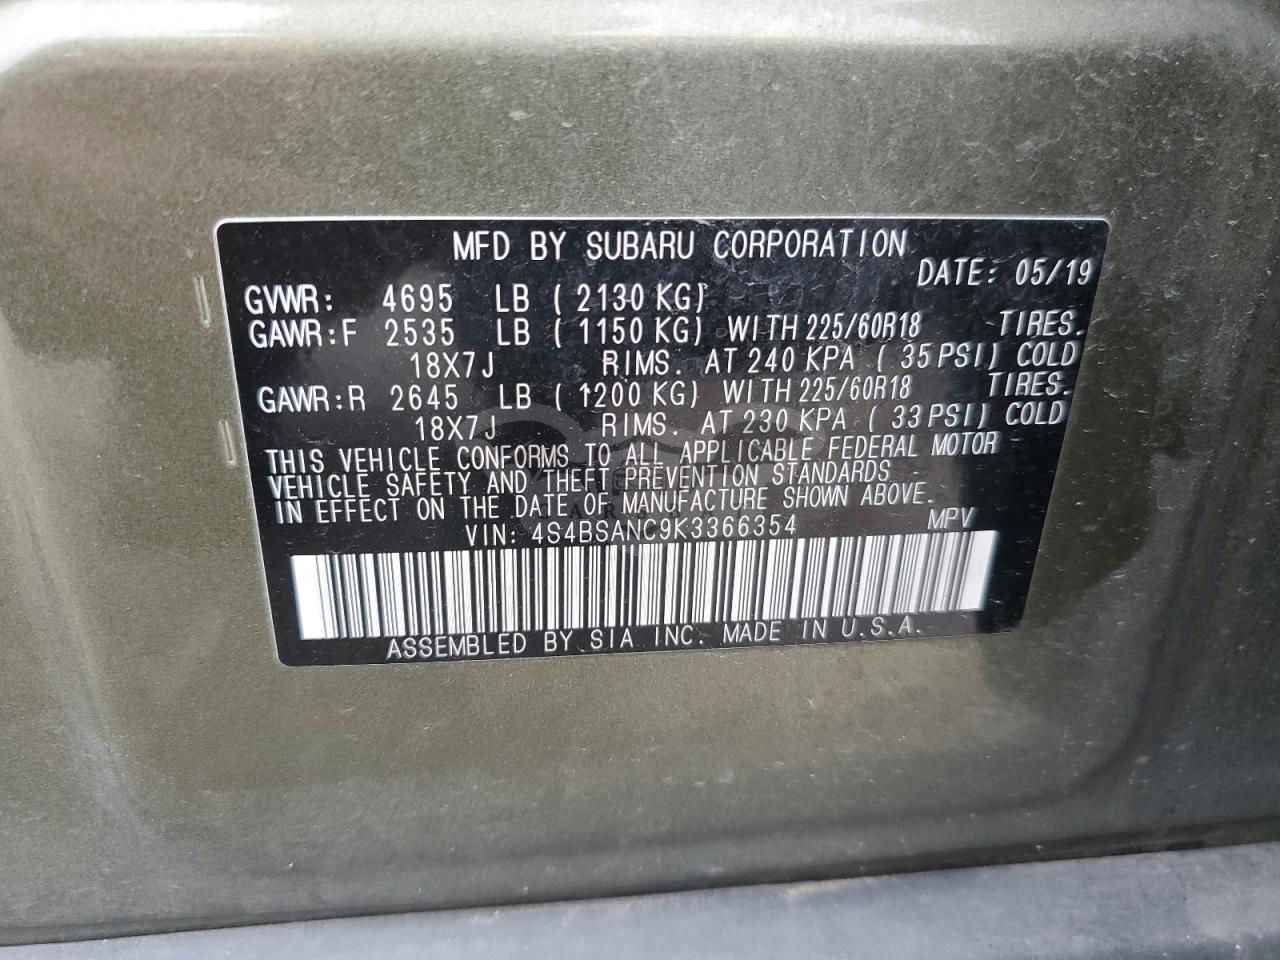 MFD BY SUBARU CORPORATION
DATE: 05/19
GVWR: 4695 LB ( 2130 KG)
GAWR:F 2535 LB ( 1150 KG) WITH 225/60R18 TIRES.
18X7J RIMS. AT 240 KPA ( 35 PSI) COLD
GAWR:R 2645 LB ( 1200 KG) WITH 225/60R18 TIRES.
18X7J RIMS. AT 230 KPA ( 33 PSI) COLD
THIS VEHICLE CONFORMS TO ALL APPLICABLE FEDERAL MOTOR
VEHICLE SAFETY AND THEFT PREVENTION STANDARDS
IN EFFECT ON THE DATE OF MANUFACTURE SHOWN ABOVE.
VIN: 4S4BSANC9K3366354 MPV
ASSEMBLED BY SIA INC. MADE IN U.S.A.